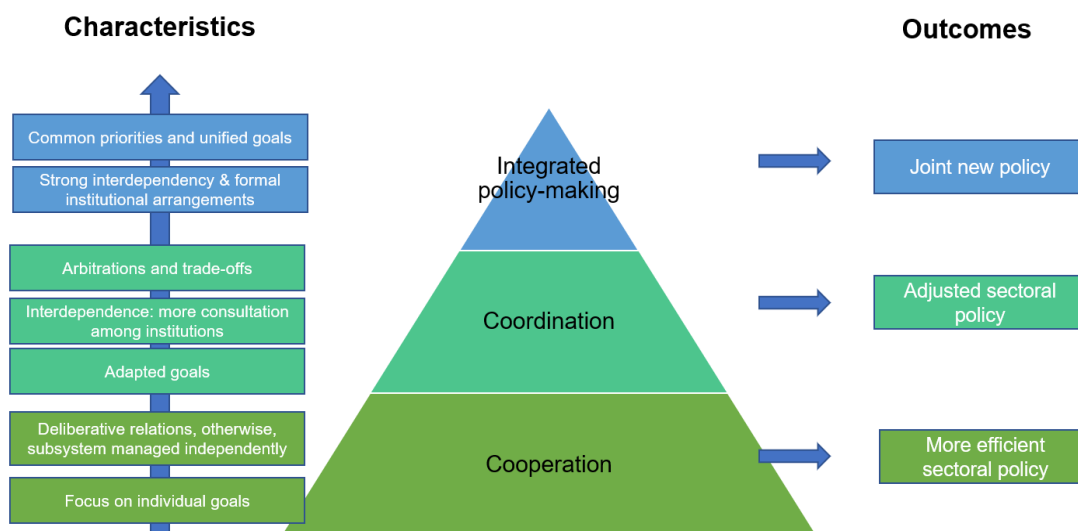 Characteristics
Outcomes
Common priorities and unified goals
Strong interdependency & formal
institutional arrangements
Arbitrations and trade-offs
Interdependence: more consultation
among institutions
Adapted goals
Deliberative relations, otherwise,
subsystem managed independently
Focus on individual goals
Integrated
policy-making
Coordination
Cooperation
Joint new policy
Adjusted sectoral
policy
More efficient
sectoral policy